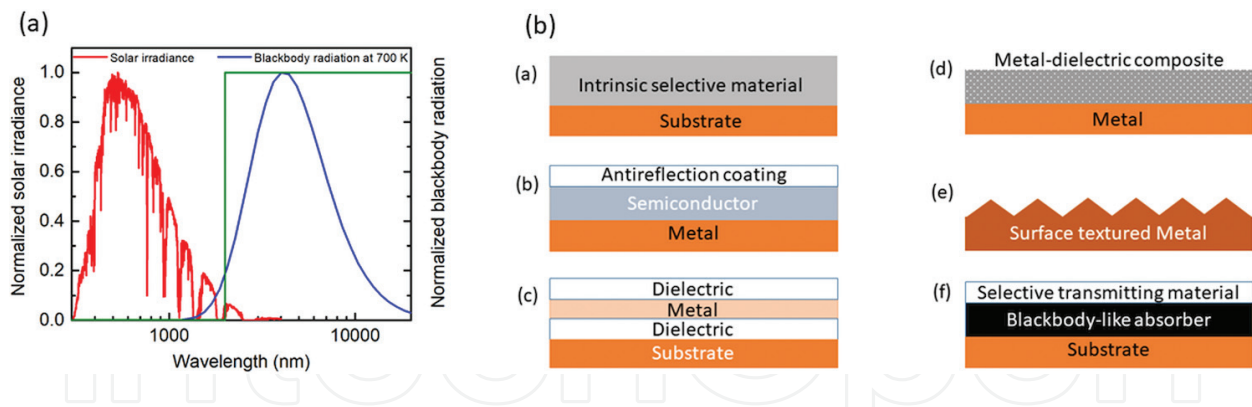 (a)
Solar irradiance
Blackbody radiation at 700 K
Normalized solar irradiance
1.0
0.8
0.6
0.4
0.2
0.0
1000
10000
Wavelength (nm)
Normalized blackbody radiation
(b)
(a)
Intrinsic selective material
Substrate
(b)
Antireflection coating
Semiconductor
Metal
(c)
Dielectric
Metal
Dielectric
Substrate
(d)
Metal-dielectric composite
Metal
(e)
Surface textured Metal
(f)
Selective transmitting material
Blackbody-like absorber
Substrate